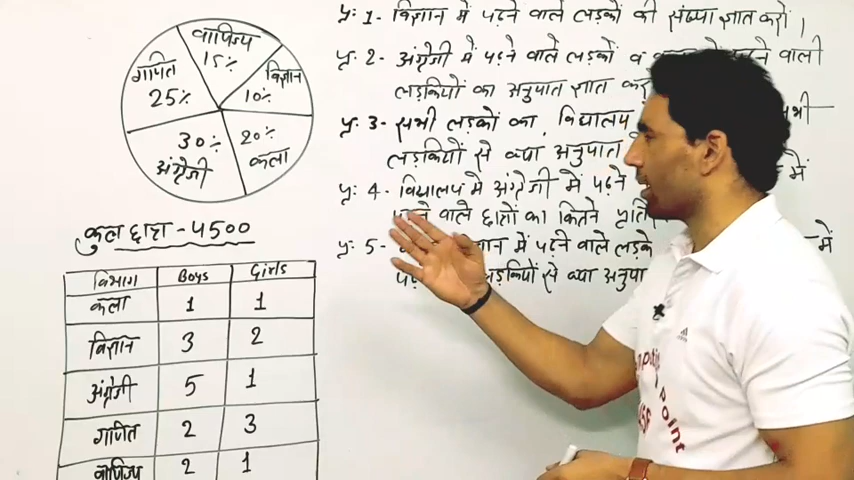 वाणिज्य
15%
गणित
25%
विज्ञान
10%
30%
अंग्रेजी
20%
कला
कुल छात्र - 4500
विभाग Boys Girls
कला 1 1
विज्ञान 3 2
अंग्रेजी 5 1
गणित 2 3
वाणिज्य 2 1
प्र: 1 - विज्ञान में पढ़ने वाले लड़कों की संख्या ज्ञात करो।
प्र: 2 - अंग्रेजी में पढ़ने वाले लड़कों व वाली
लड़कियों का अनुपात ज्ञात
प्र: 3 - सभी लड़कों का, विद्यालय
लड़कियों से क्या अनुपात
प्र: 4 - विद्यालय में अंग्रेजी में पढ़ने में
वाले छात्रों का कितने
प्र: 5 - में पढ़ने वाले लड़के में
लड़कियों से क्या अनुपात
adidas
Point